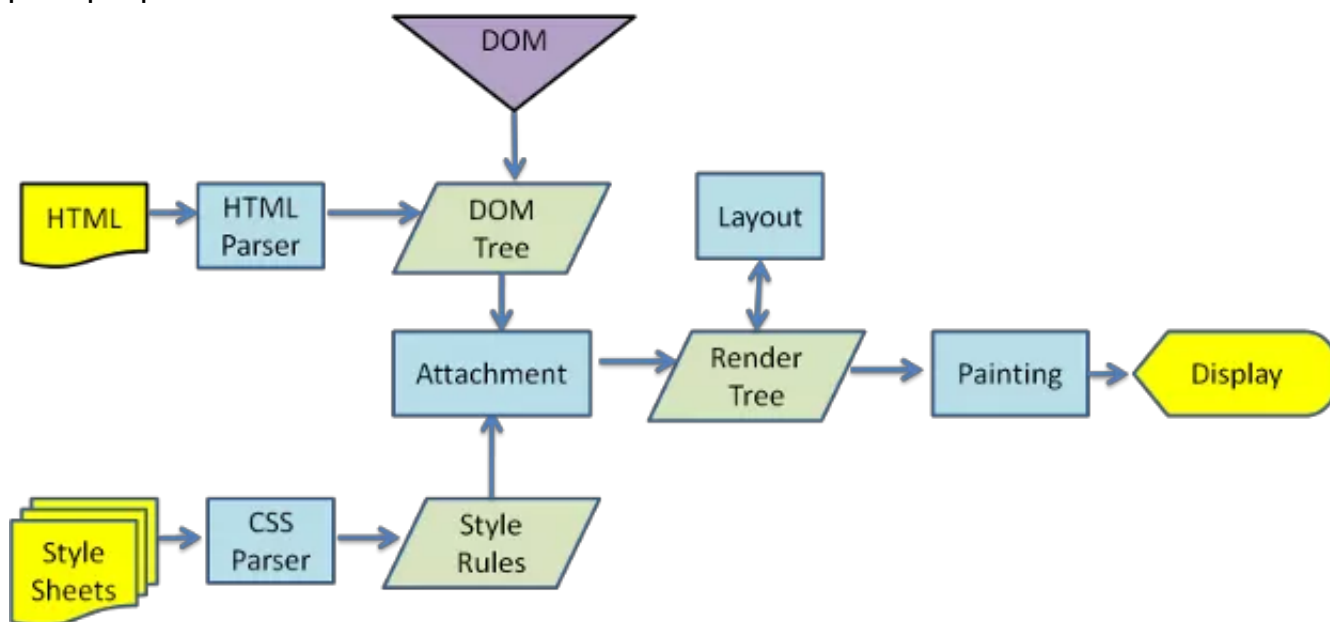 DOM
HTML
HTML
Parser
DOM
Tree
Layout
Attachment
Render
Tree
Painting
Display
Style
Sheets
CSS
Parser
Style
Rules